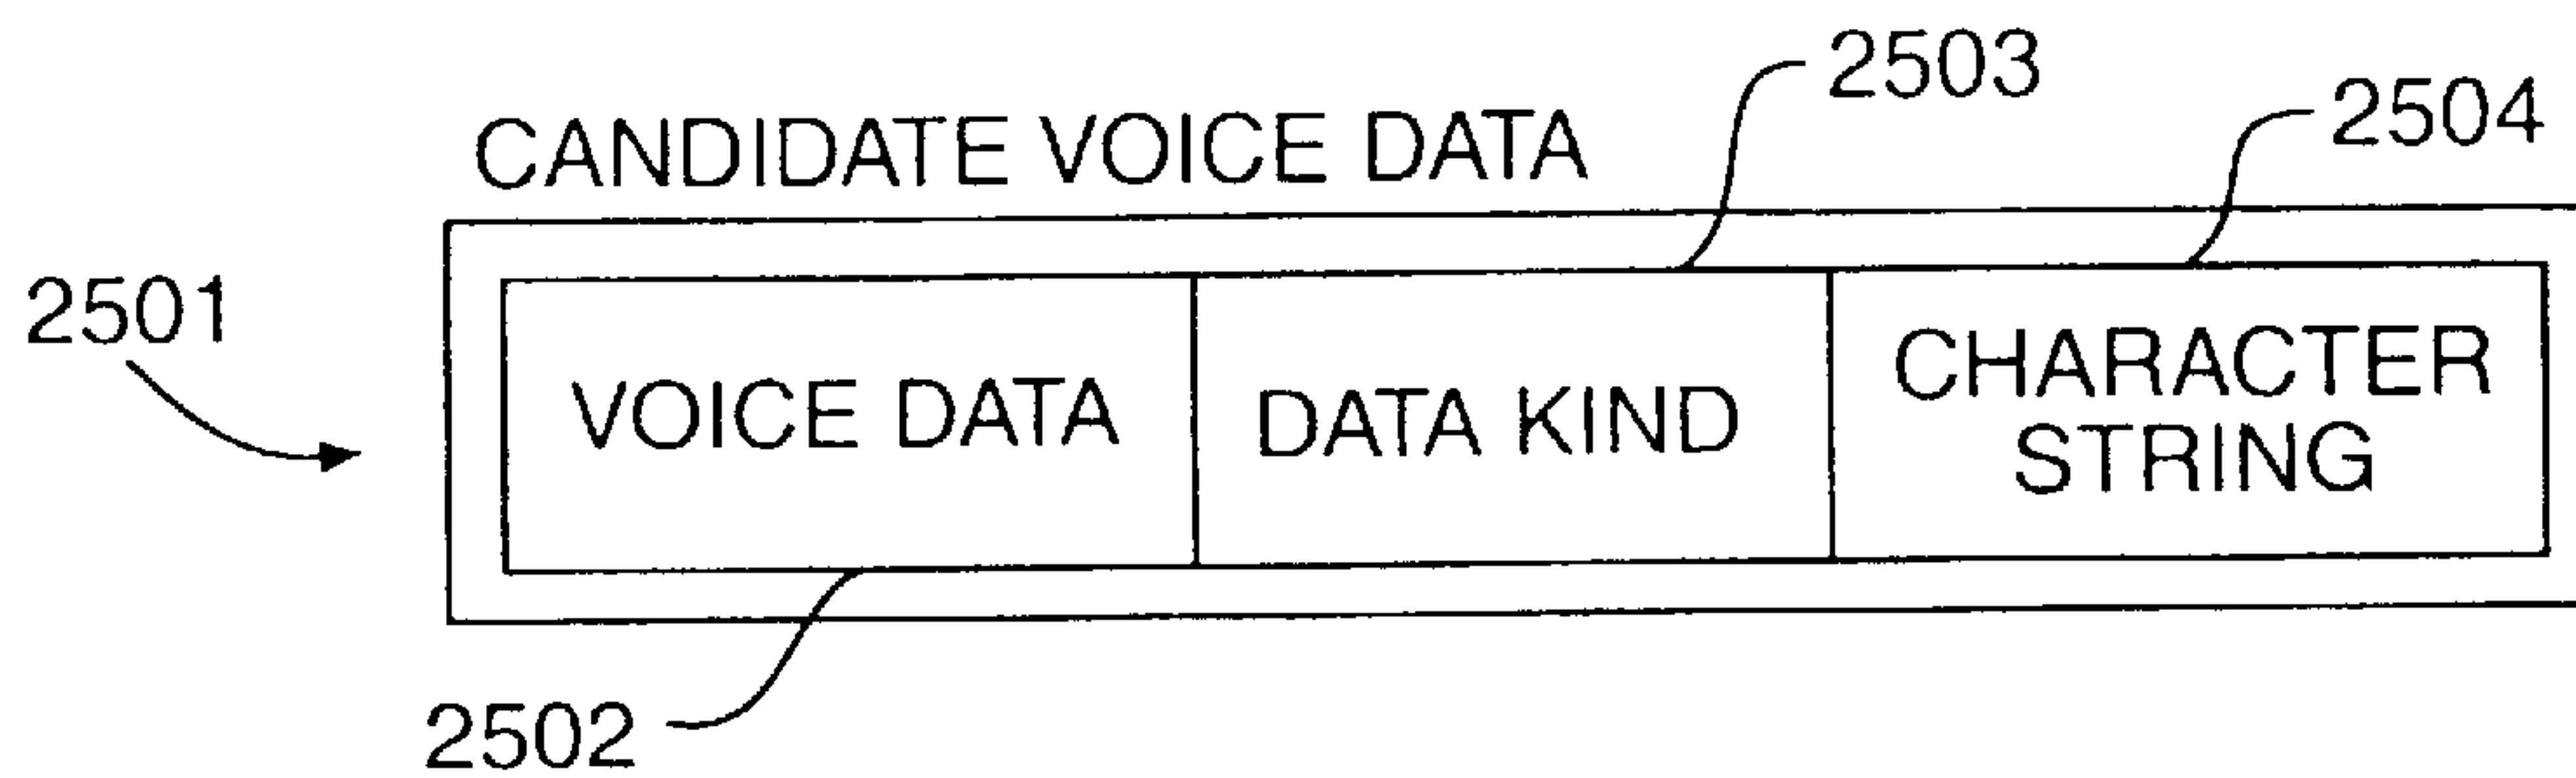 2503
2504
CANDIDATE VOICE DATA
2501
VOICE DATA
DATA KIND
CHARACTER
STRING
2502